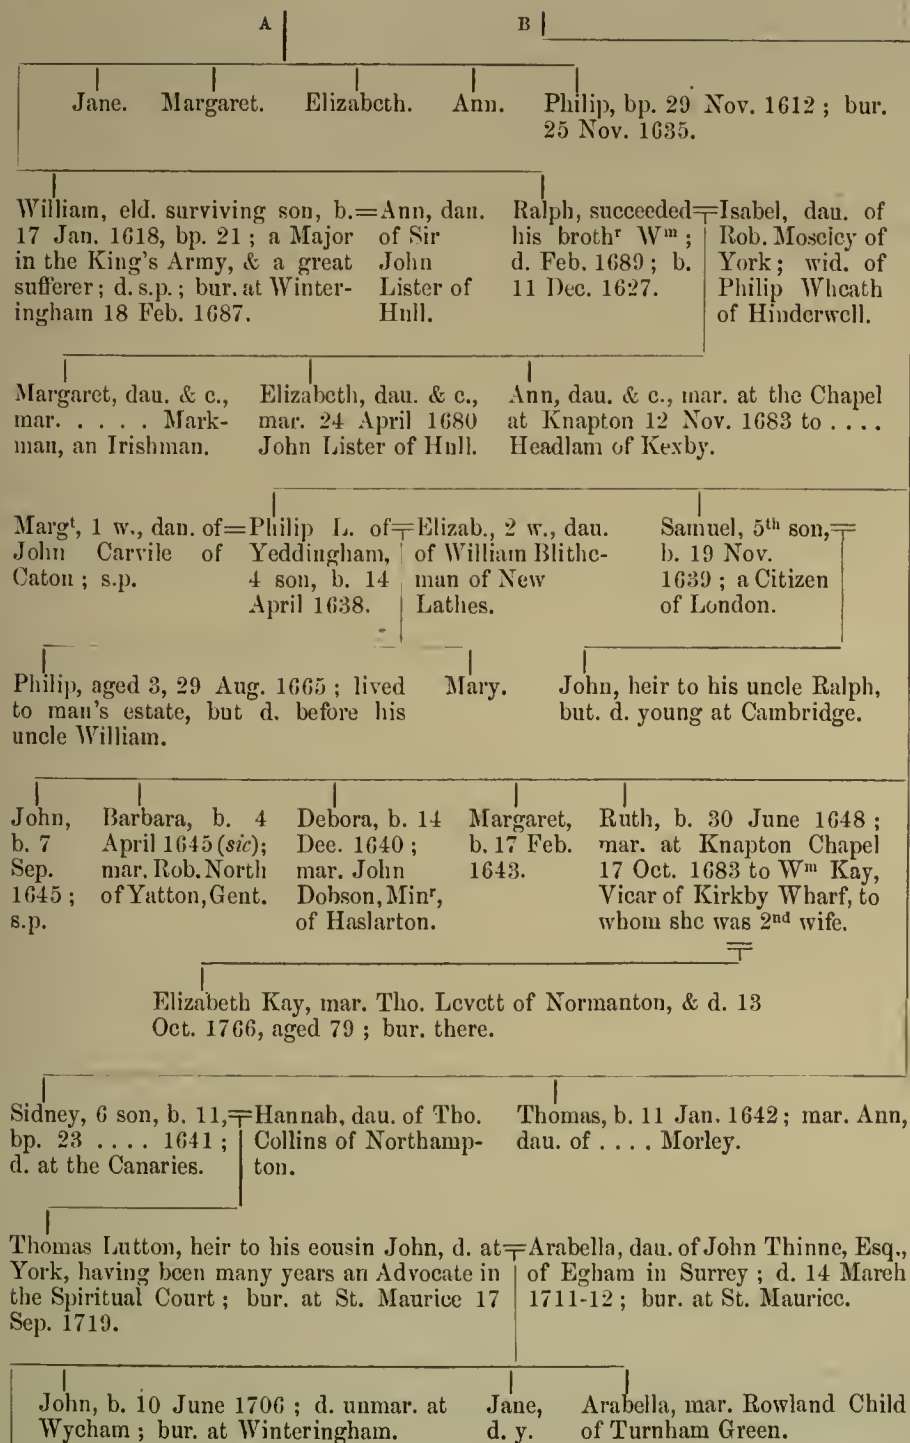 A B
Jane. Margaret. Elizabeth. Ann. Philip, bp. 29 Nov. 1612 ; bur.
25 Nov. 1635.
William, eld. surviving son, b.
17 Jan. 1618, bp. 21 ; a Major
in the King's Army, & a great
sufferer ; d. s.p. ; bur. at Winter-
ingham 18 Feb. 1687.
=Ann, dau.
of Sir
John
Lister of
Hull.
Ralph, succeeded
his brothʳ Wᵐ ;
d. Feb. 1689 ; b.
11 Dec. 1627.
Isabel, dau. of
Rob. Moseley of
York ; wid. of
Philip Wheath
of Hinderwell.
Margaret, dau. & c.,
mar. . . . . Mark-
man, an Irishman.
Elizabeth, dau. & c.,
mar. 24 April 1680
John Lister of Hull.
Ann, dau. & c., mar. at the Chapel
at Knapton 12 Nov. 1683 to . . . .
Headlam of Kexby.
Margᵗ, 1 w., dau. of
John Carvile of
Caton ; s.p.
=Philip L. of
Yeddingham,
4 son, b. 14
April 1638.
Elizab., 2 w., dau.
of William Blithe-
man of New
Lathes.
Samuel, 5ᵗʰ son,
b. 19 Nov.
1639 ; a Citizen
of London.
Philip, aged 3, 29 Aug. 1665 ; lived
to man's estate, but d. before his
uncle William.
Mary.
John, heir to his uncle Ralph,
but. d. young at Cambridge.
John,
b. 7
Sep.
1645 ;
s.p.
Barbara, b. 4
April 1645 (sic);
mar. Rob. North
of Yatton, Gent.
Debora, b. 14
Dec. 1640 ;
mar. John
Dobson, Minʳ,
of Haslarton.
Margaret,
b. 17 Feb.
1643.
Ruth, b. 30 June 1648 ;
mar. at Knapton Chapel
17 Oct. 1683 to Wᵐ Kay,
Vicar of Kirkby Wharf, to
whom she was 2ⁿᵈ wife.
Elizabeth Kay, mar. Tho. Levett of Normanton, & d. 13
Oct. 1766, aged 79 ; bur. there.
Sidney, 6 son, b. 11,
bp. 23 . . . . 1641 ;
d. at the Canaries.
Hannah, dau. of Tho.
Collins of Northamp-
ton.
Thomas, b. 11 Jan. 1642 ; mar. Ann,
dau. of . . . . Morley.
Thomas Lutton, heir to his cousin John, d. at
York, having been many years an Advocate in
the Spiritual Court ; bur. at St. Maurice 17
Sep. 1719.
Arabella, dau. of John Thinne, Esq.,
of Egham in Surrey ; d. 14 March
1711-12 ; bur. at St. Maurice.
John, b. 10 June 1706 ; d. unmar. at
Wycham ; bur. at Winteringham.
Jane,
d. y.
Arabella, mar. Rowland Child
of Turnham Green.